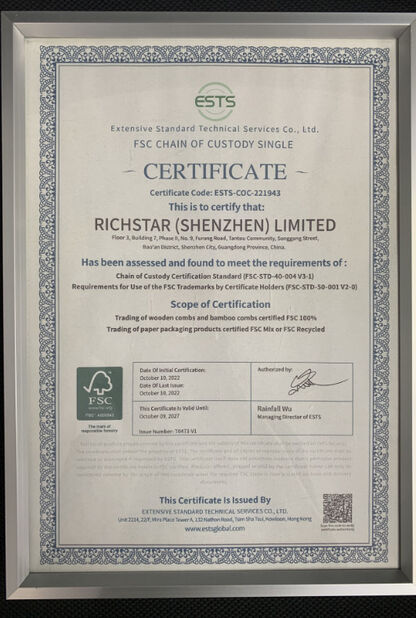 ESTS
Extensive Standard Technical Services Co., Ltd.
FSC CHAIN OF CUSTODY SINGLE
CERTIFICATE
Certificate Code: ESTS-COC-221943
This is to certify that:
RICHSTAR (SHENZHEN) LIMITED
Floor 3, Building 7, Phase II, No. 9, Furong Road, Tantou Community, Songgang Street,
Bao'an District, Shenzhen City, Guangdong Province, China.
Has been assessed and found to meet the requirements of :
Chain of Custody Certification Standard (FSC-STD-40-004 V3-1)
Requirements for Use of the FSC Trademarks by Certificate Holders (FSC-STD-50-001 V2-0)
Scope of Certification
Trading of wooden combs and bamboo combs certified FSC 100%
Trading of paper packaging products certified FSC Mix or FSC Recycled
FSC
www.fsc.org
The mark of
responsible forestry
Date Of Initial Certification:
October 10, 2022
Date Of Last Issue:
October 10, 2022
This Certificate Is Valid Until:
October 09, 2027
Issue Number: T6473 V1
Authorized by:
Rainfall Wu
Managing Director of ESTS
This Certificate Is Issued By
EXTENSIVE STANDARD TECHNICAL SERVICES CO., LTD.
Unit 2214, 22/F, Mira Place Tower A, 132 Nathan Road, Tsim Sha Tsui, Kowloon, Hong Kong
www.estsglobal.com